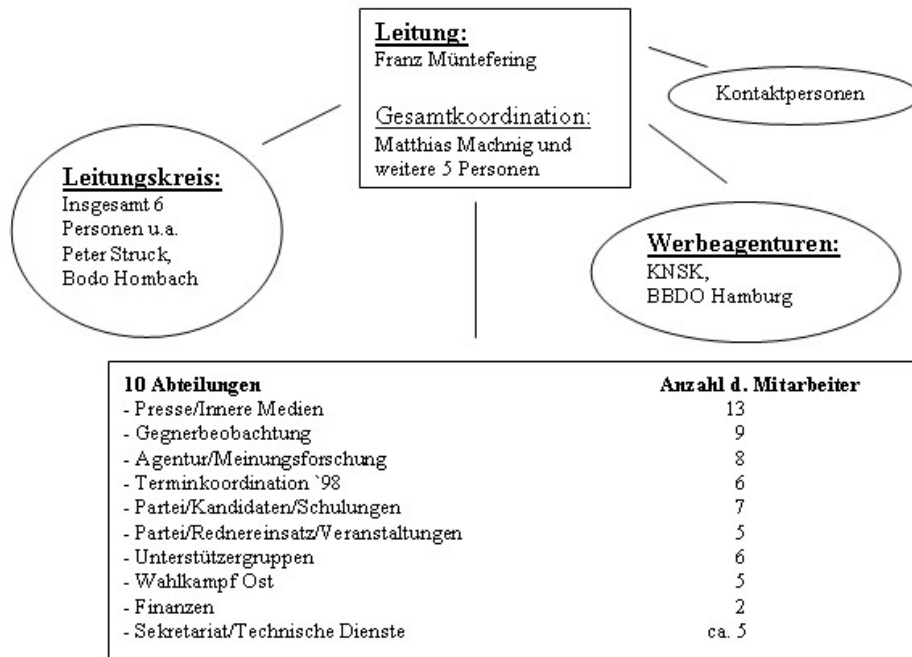 Leitung:
Franz Müntefering
Gesamtkoordination:
Matthias Machnig und
weitere 5 Personen
Kontaktpersonen
Leitungskreis:
Insgesamt 6
Personen u.a.
Peter Struck,
Bodo Hombach
Werbeagenturen:
KNSK,
BBDO Hamburg
10 Abteilungen Anzahl d. Mitarbeiter
- Presse/Innere Medien 13
- Gegnerbeobachtung 9
- Agentur/Meinungsforschung 8
- Terminkoordination `98 6
- Partei/Kandidaten/Schulungen 7
- Partei/Rednereinsatz/Veranstaltungen 5
- Unterstützergruppen 6
- Wahlkampf Ost 5
- Finanzen 2
- Sekretariat/Technische Dienste ca. 5